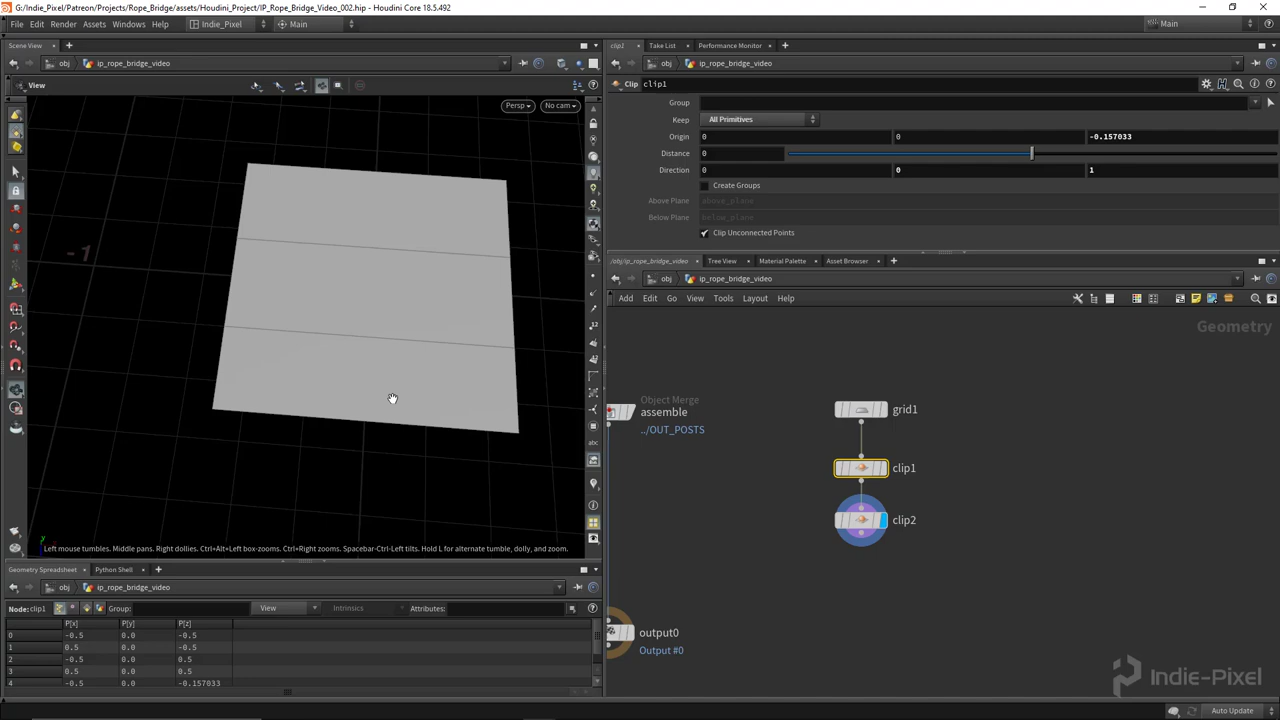 G:/Indie_Pixel/Patreon/Projects/Rope_Bridge/assets/Houdini_Project/IP_Rope_Bridge_Video_002.hip - Houdini Core 18.5.492
File Edit Render Assets Windows Help Indie_Pixel Main Main
Scene View
obj ip_rope_bridge_video
View
Persp No cam
-1
Left mouse tumbles. Middle pans. Right dollies. Ctrl+Alt+Left box-zooms. Ctrl+Right zooms. Spacebar-Ctrl-Left tilts. Hold L for alternate tumble, dolly, and zoom.
Geometry Spreadsheet Python Shell
obj ip_rope_bridge_video
Node: clip1 Group: View Intrinsics Attributes:
P[x] P[y] P[z]
0 -0.5 0.0 -0.5
1 0.5 0.0 -0.5
2 -0.5 0.0 0.5
3 0.5 0.0 0.5
4 -0.5 0.0 -0.157033
clip1 Take List Performance Monitor
obj ip_rope_bridge_video
Clip clip1
Group
Keep All Primitives
Origin 0 0 -0.157033
Distance 0
Direction 0 0 1
Create Groups
Above Plane above_plane
Below Plane below_plane
Clip Unconnected Points
/obj/ip_rope_bridge_video Tree View Material Palette Asset Browser
obj ip_rope_bridge_video
Add Edit Go View Tools Layout Help
Geometry
Object Merge
assemble
../OUT_POSTS
grid1
clip1
clip2
output0
Output #0
Indie-Pixel
Auto Update